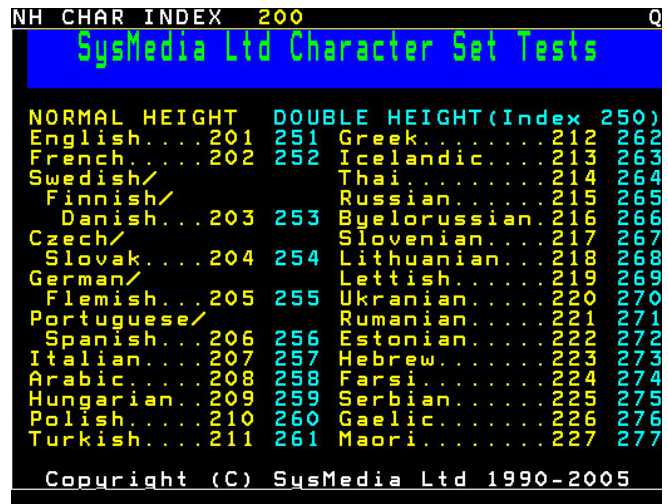 NH CHAR INDEX 200 Q
SysMedia Ltd Character Set Tests
NORMAL HEIGHT DOUBLE HEIGHT(Index 250)
English....201 251 Greek........212 262
French.....202 252 Icelandic....213 263
Swedish/ Thai.........214 264
Finnish/ Russian......215 265
Danish...203 253 Byelorussian.216 266
Czech/ Slovenian....217 267
Slovak....204 254 Lithuanian...218 268
German/ Lettish......219 269
Flemish...205 255 Ukranian.....220 270
Portuguese/ Rumanian.....221 271
Spanish...206 256 Estonian.....222 272
Italian....207 257 Hebrew.......223 273
Arabic.....208 258 Farsi........224 274
Hungarian..209 259 Serbian......225 275
Polish.....210 260 Gaelic.......226 276
Turkish....211 261 Maori........227 277
Copyright (C) SysMedia Ltd 1990-2005